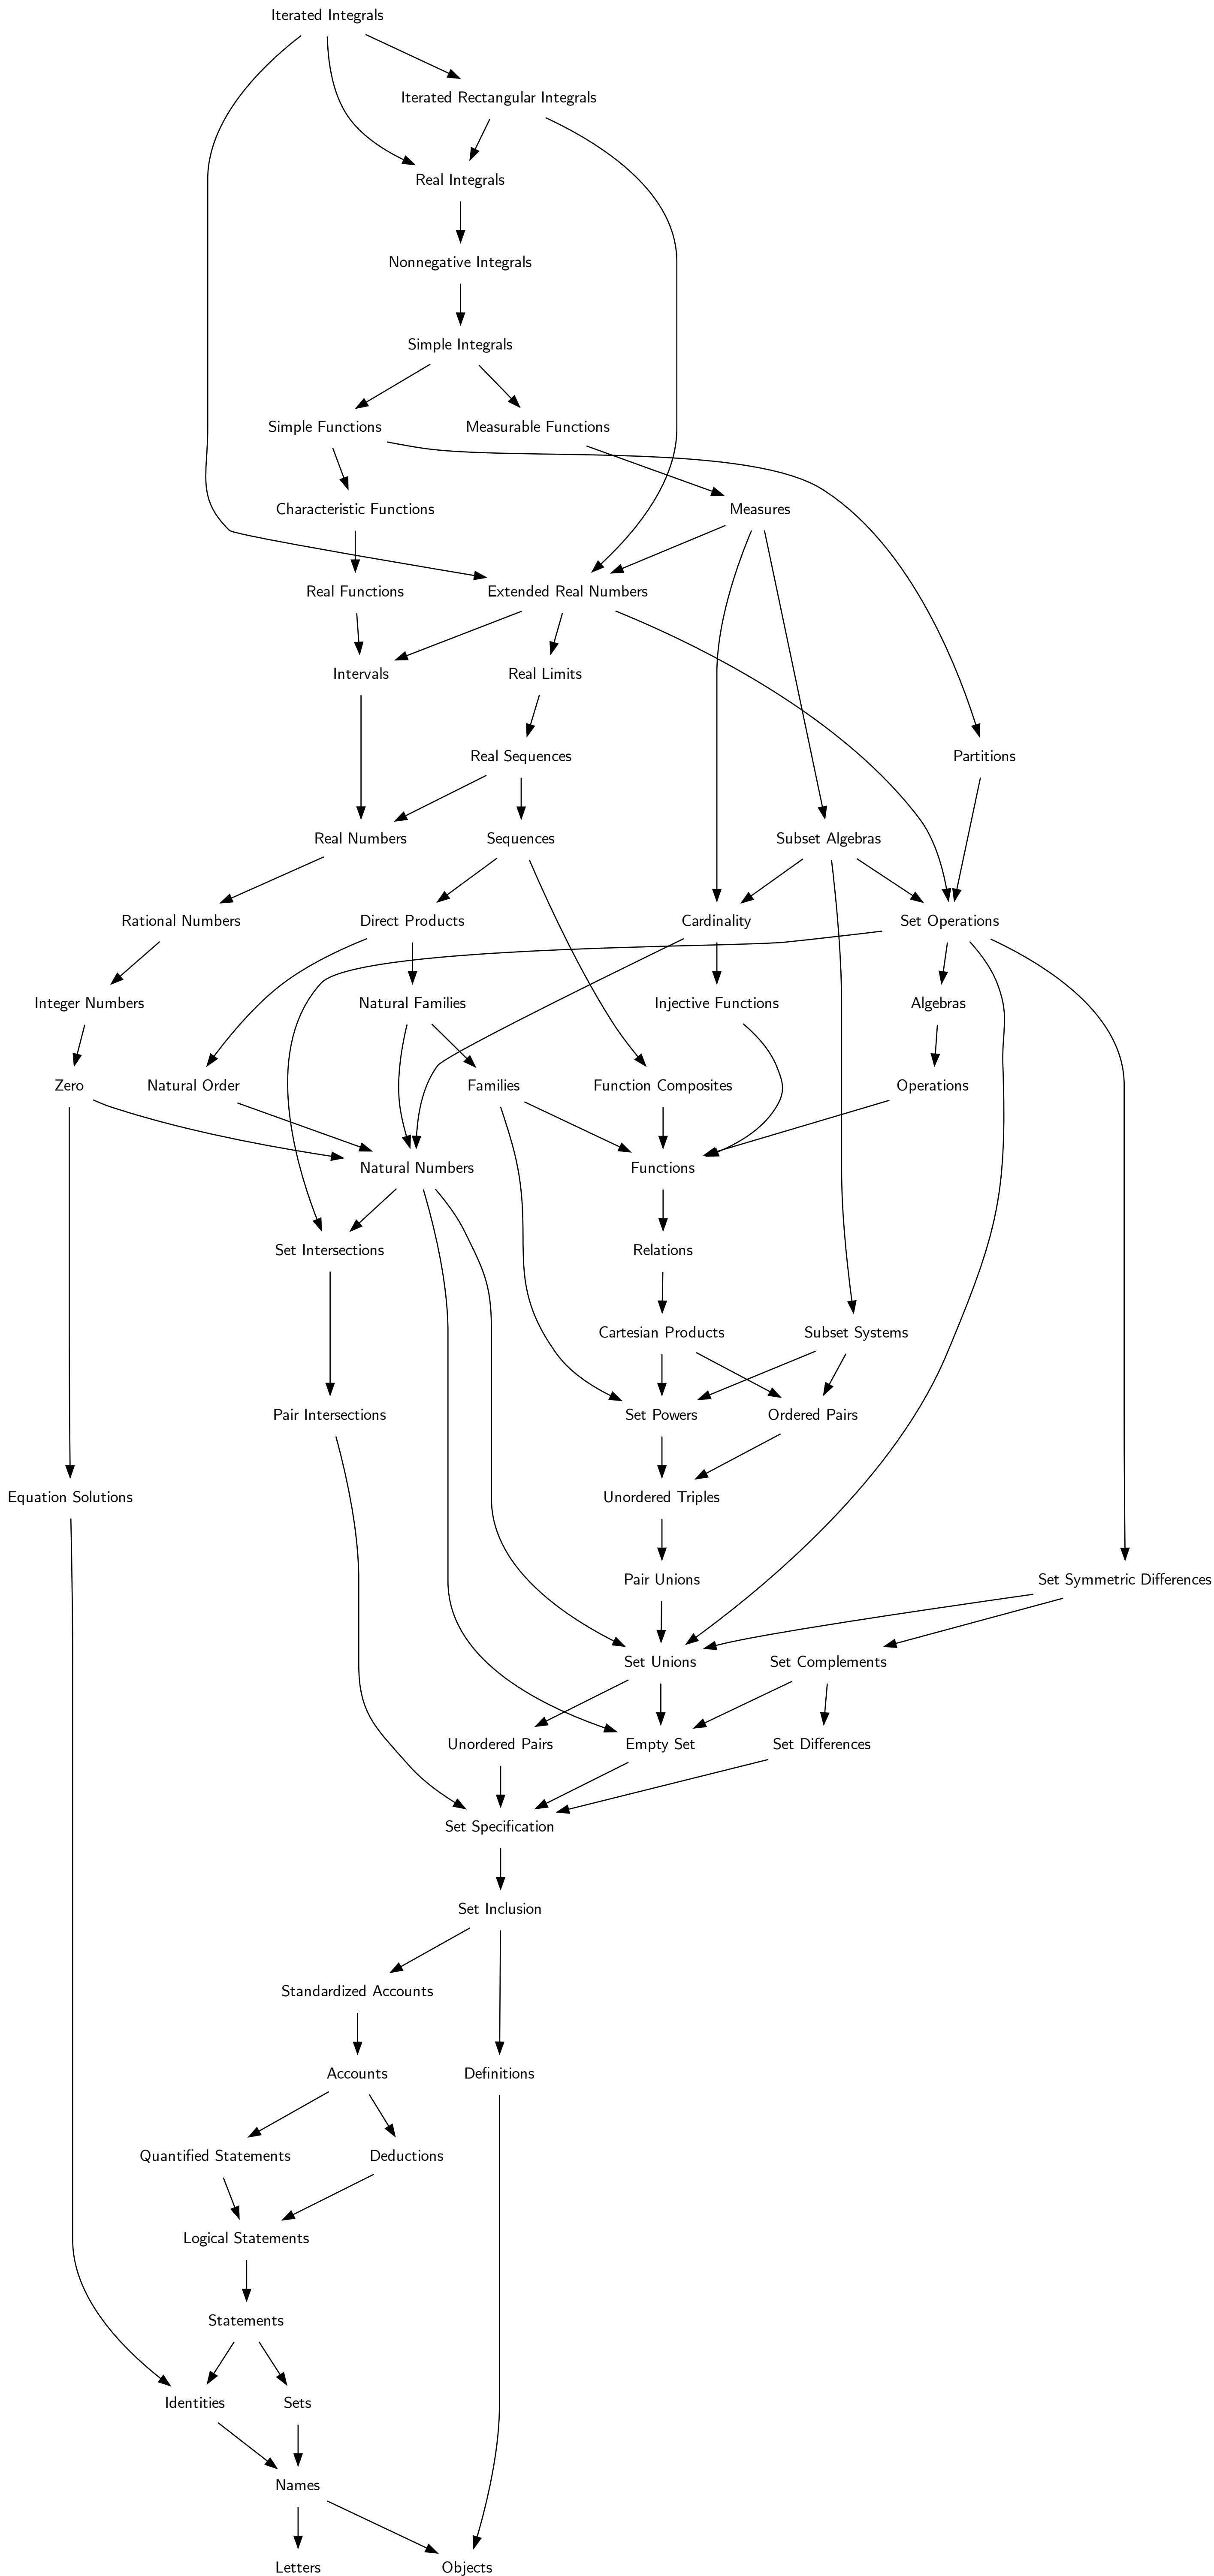 Iterated Integrals
Iterated Rectangular Integrals
Real Integrals
Nonnegative Integrals
Simple Integrals
Simple Functions
Measurable Functions
Characteristic Functions
Measures
Real Functions
Extended Real Numbers
Intervals
Real Limits
Real Sequences
Partitions
Real Numbers
Sequences
Subset Algebras
Rational Numbers
Direct Products
Cardinality
Set Operations
Integer Numbers
Natural Families
Injective Functions
Algebras
Zero
Natural Order
Families
Function Composites
Operations
Natural Numbers
Functions
Set Intersections
Relations
Cartesian Products
Subset Systems
Pair Intersections
Set Powers
Ordered Pairs
Equation Solutions
Unordered Triples
Pair Unions
Set Symmetric Differences
Set Unions
Set Complements
Unordered Pairs
Empty Set
Set Differences
Set Specification
Set Inclusion
Standardized Accounts
Accounts
Definitions
Quantified Statements
Deductions
Logical Statements
Statements
Identities
Sets
Names
Letters
Objects